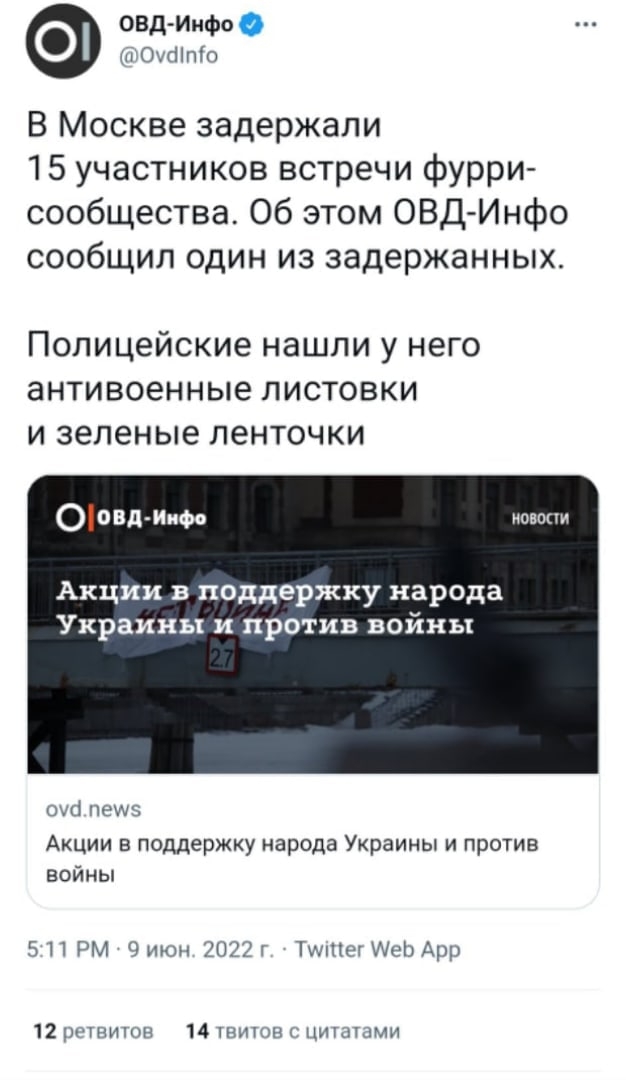 ОВД-Инфо
@OvdInfo
В Москве задержали
15 участников встречи фурри-
сообщества. Об этом ОВД-Инфо
сообщил один из задержанных.
Полицейские нашли у него
антивоенные листовки
и зеленые ленточки
ОВД-Инфо
новости
Акции в поддержку народа
Украины и против войны
2.7
ovd.news
Акции в поддержку народа Украины и против
войны
5:11 PM · 9 июн. 2022 г. · Twitter Web App
12 ретвитов 14 твитов с цитатами